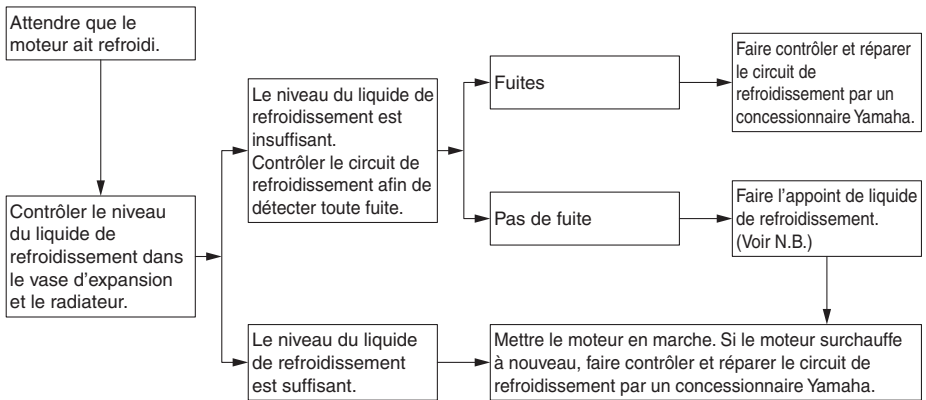 Attendre que le
moteur ait refroidi.
Contrôler le niveau
du liquide de
refroidissement dans
le vase d’expansion
et le radiateur.
Le niveau du liquide de
refroidissement est
insuffisant.
Contrôler le circuit de
refroidissement afin de
détecter toute fuite.
Fuites
Faire contrôler et réparer
le circuit de
refroidissement par un
concessionnaire Yamaha.
Pas de fuite
Faire l’appoint de liquide
de refroidissement.
(Voir N.B.)
Le niveau du liquide
de refroidissement
est suffisant.
Mettre le moteur en marche. Si le moteur surchauffe
à nouveau, faire contrôler et réparer le circuit de
refroidissement par un concessionnaire Yamaha.